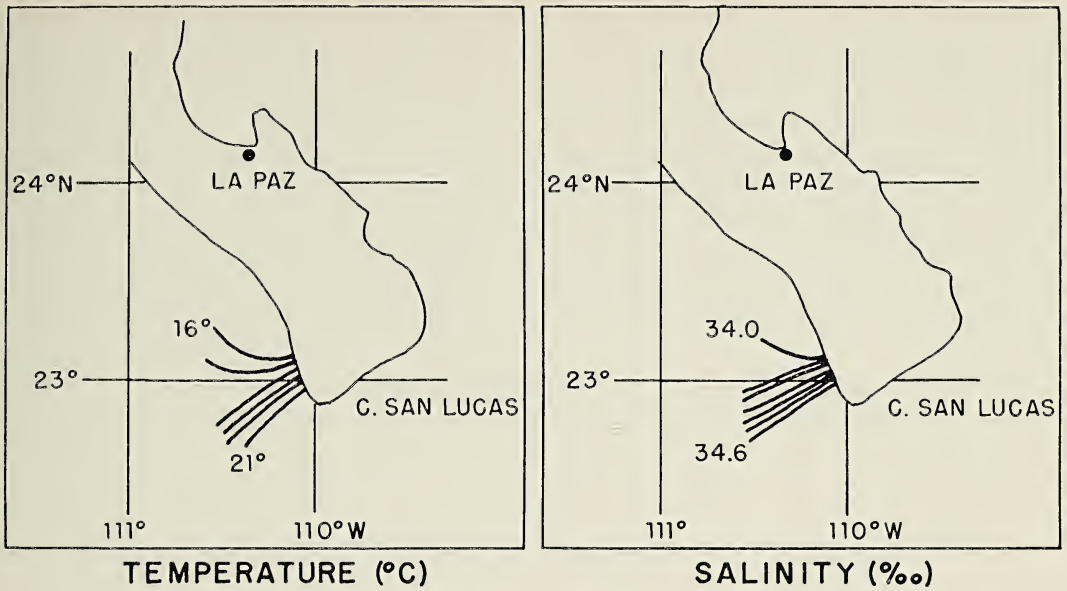 LA PAZ
24°N
16°
23°
C. SAN LUCAS
21°
111°
110°W
TEMPERATURE (°C)
LA PAZ
24°N
34.0
23°
C. SAN LUCAS
34.6
111°
110°W
SALINITY (‰)